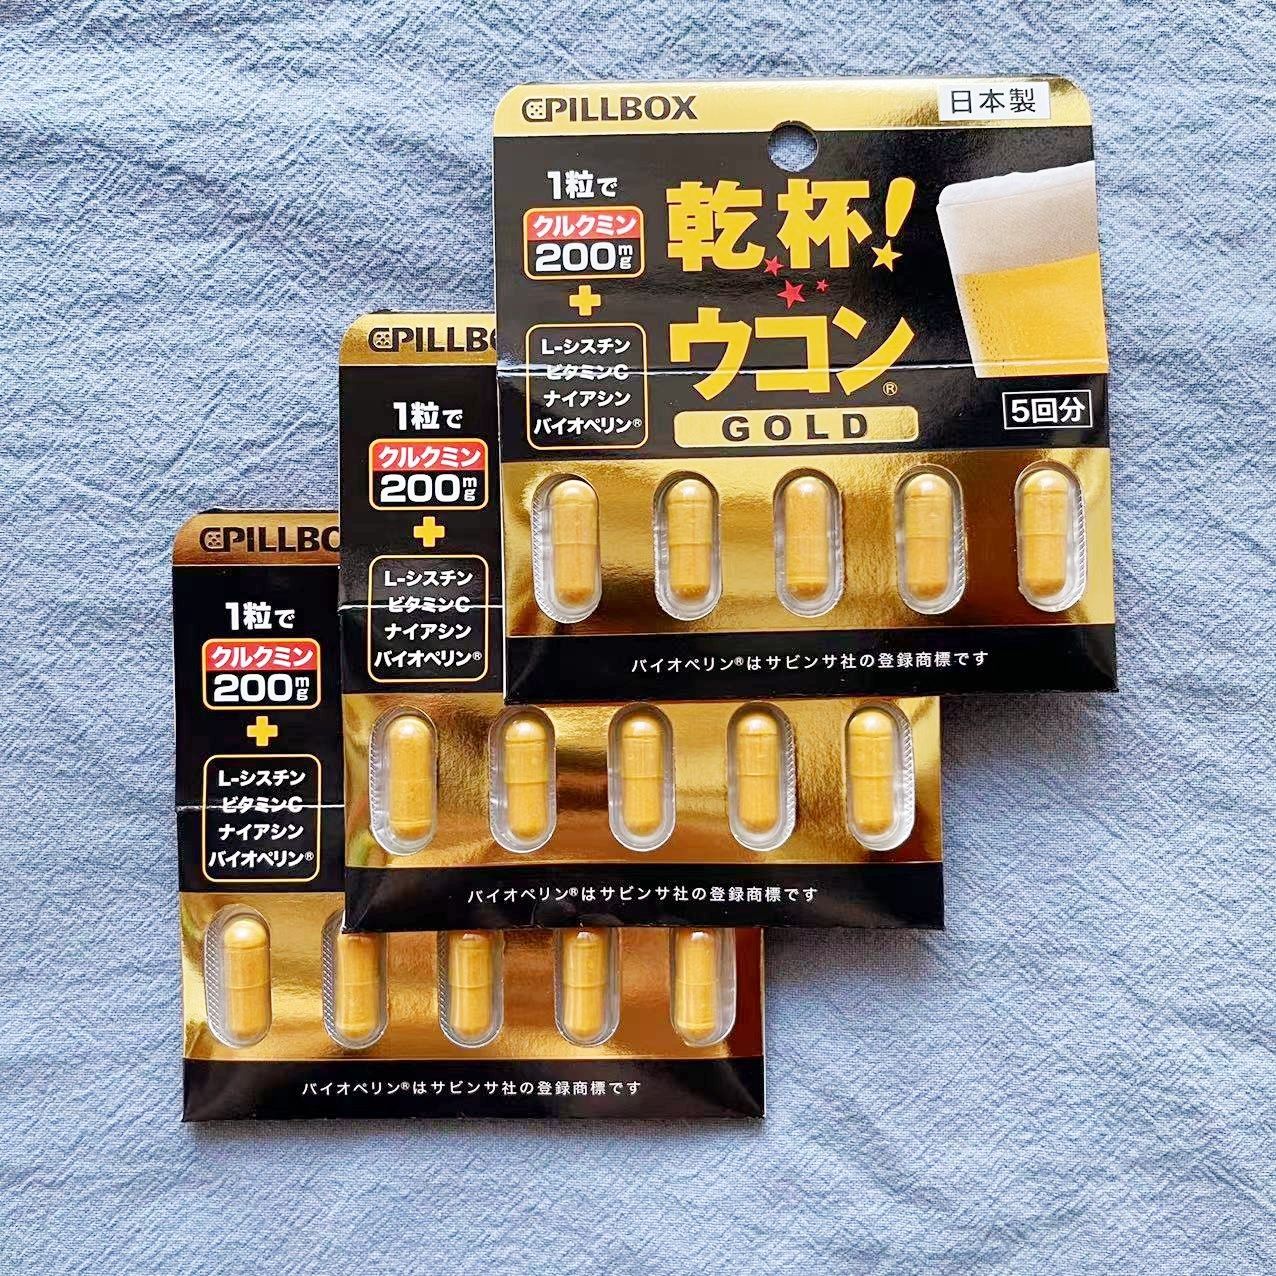 PILLBOX
日本製
1粒で
クルクミン
200mg
+
L-シスチン
ビタミンC
ナイアシン
バイオペリン®
乾杯!
ウコン®
GOLD
5回分
バイオペリン®はサビンサ社の登録商標です
PILLBO
1粒で
クルクミン
200mg
+
L-シスチン
ビタミンC
ナイアシン
バイオペリン®
バイオペリン®はサビンサ社の登録商標です
PILLBO
1粒で
クルクミン
200mg
+
L-シスチン
ビタミンC
ナイアシン
バイオペリン®
バイオペリン®はサビンサ社の登録商標です